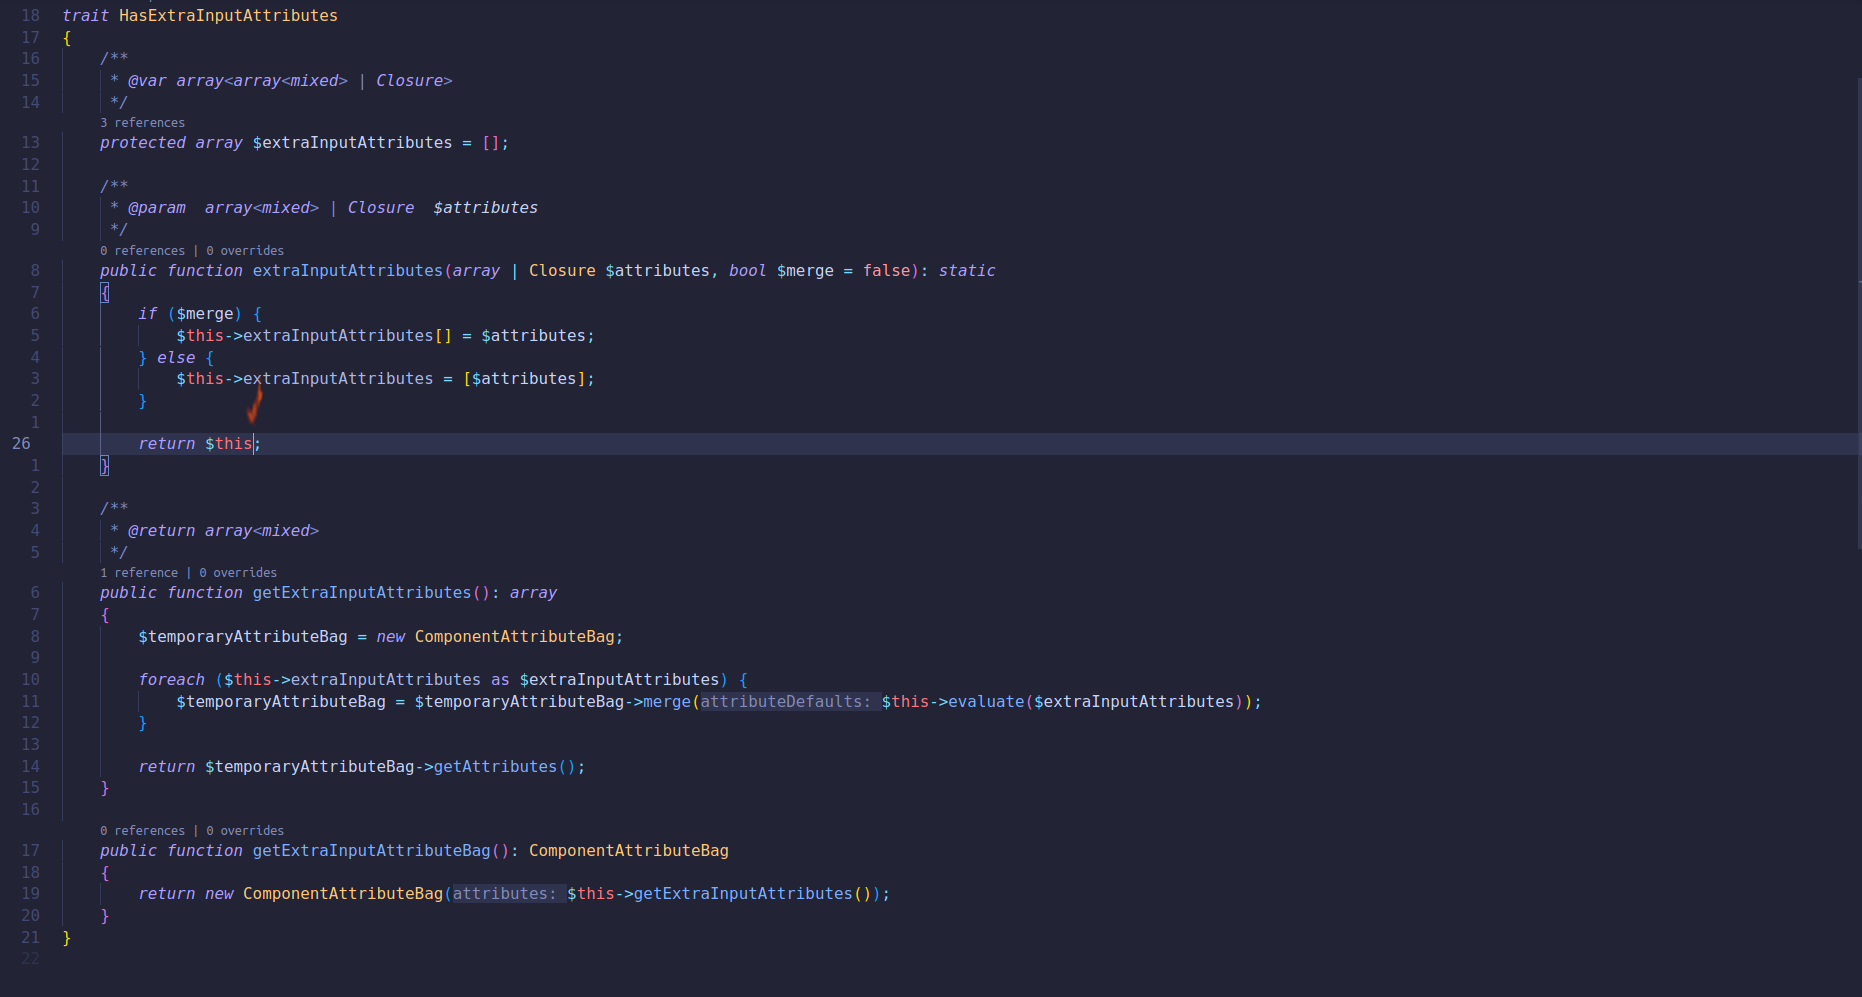 18 trait HasExtraInputAttributes
17 {
16 /**
15 * @var array<array<mixed> | Closure>
14 */
3 references
13 protected array $extraInputAttributes = [];
12
11 /**
10 * @param  array<mixed> | Closure  $attributes
9 */
0 references | 0 overrides
8 public function extraInputAttributes(array | Closure $attributes, bool $merge = false): static
7 {
6 if ($merge) {
5 $this->extraInputAttributes[] = $attributes;
4 } else {
3 $this->extraInputAttributes = [$attributes];
2 }
1
26 return $this;
1 }
2
3 /**
4 * @return array<mixed>
5 */
1 reference | 0 overrides
6 public function getExtraInputAttributes(): array
7 {
8 $temporaryAttributeBag = new ComponentAttributeBag;
9
10 foreach ($this->extraInputAttributes as $extraInputAttributes) {
11 $temporaryAttributeBag = $temporaryAttributeBag->merge(attributeDefaults: $this->evaluate($extraInputAttributes));
12 }
13
14 return $temporaryAttributeBag->getAttributes();
15 }
16
0 references | 0 overrides
17 public function getExtraInputAttributeBag(): ComponentAttributeBag
18 {
19 return new ComponentAttributeBag(attributes: $this->getExtraInputAttributes());
20 }
21 }
22